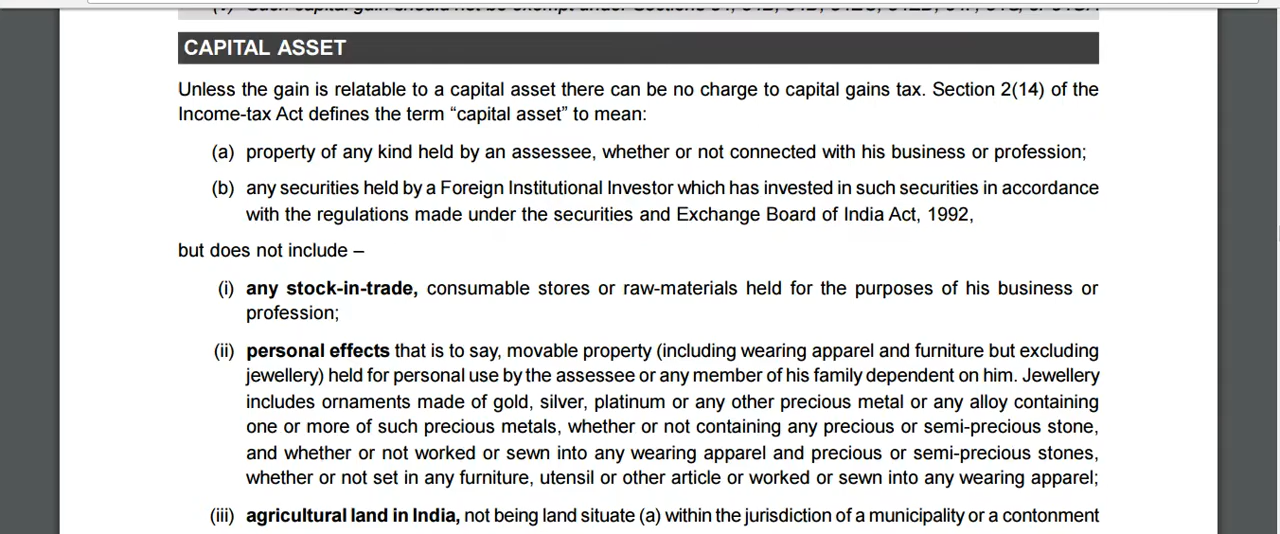 CAPITAL ASSET
Unless the gain is relatable to a capital asset there can be no charge to capital gains tax. Section 2(14) of the
Income-tax Act defines the term “capital asset” to mean:
(a) property of any kind held by an assessee, whether or not connected with his business or profession;
(b) any securities held by a Foreign Institutional Investor which has invested in such securities in accordance
with the regulations made under the securities and Exchange Board of India Act, 1992,
but does not include –
(i) any stock-in-trade, consumable stores or raw-materials held for the purposes of his business or
profession;
(ii) personal effects that is to say, movable property (including wearing apparel and furniture but excluding
jewellery) held for personal use by the assessee or any member of his family dependent on him. Jewellery
includes ornaments made of gold, silver, platinum or any other precious metal or any alloy containing
one or more of such precious metals, whether or not containing any precious or semi-precious stone,
and whether or not worked or sewn into any wearing apparel and precious or semi-precious stones,
whether or not set in any furniture, utensil or other article or worked or sewn into any wearing apparel;
(iii) agricultural land in India, not being land situate (a) within the jurisdiction of a municipality or a contonment